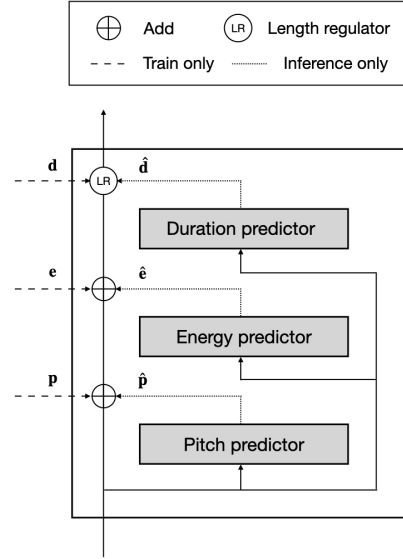 Add
LR Length regulator
Train only
Inference only
d
d̂
LR
Duration predictor
e
ê
Energy predictor
p
p̂
Pitch predictor